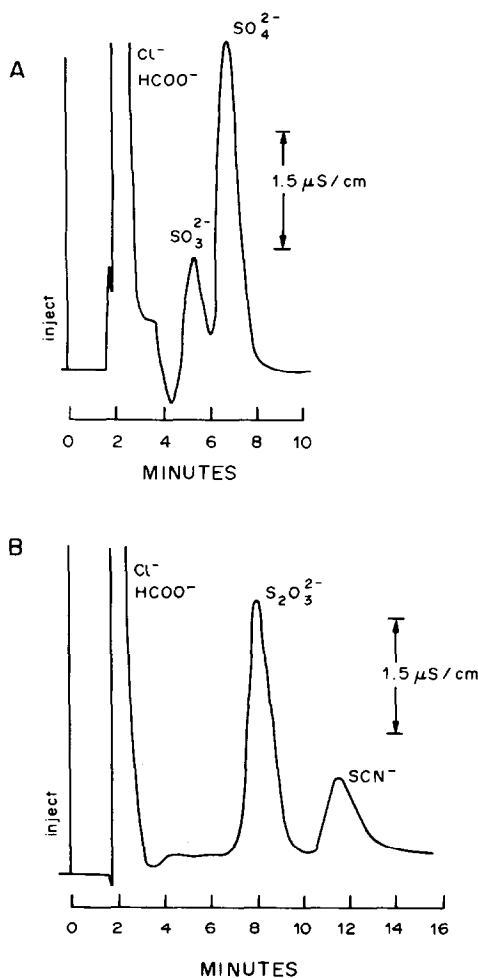 A
Cl⁻
HCOO⁻
SO₄²⁻
SO₃²⁻
1.5 μS/cm
inject
0 2 4 6 8 10
MINUTES
B
Cl⁻
HCOO⁻
S₂O₃²⁻
SCN⁻
1.5 μS/cm
inject
0 2 4 6 8 10 12 14 16
MINUTES